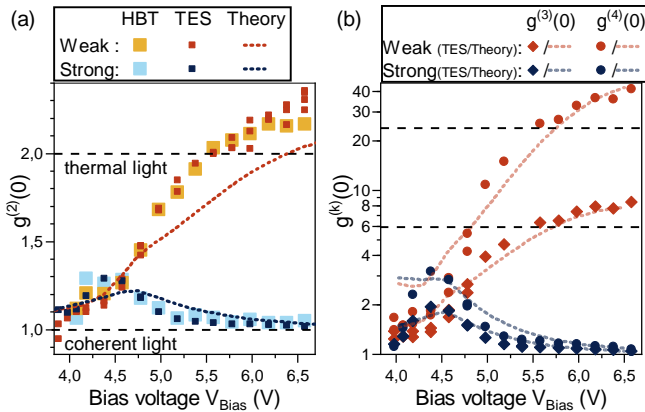 (a)
HBT TES Theory
Weak :
Strong:
g(2)(0)
2,0
1,5
1,0
thermal light
coherent light
4,0 4,5 5,0 5,5 6,0 6,5
Bias voltage VBias (V)
(b)
g(3)(0) g(4)(0)
Weak (TES/Theory): / /
Strong(TES/Theory): / /
g(k)(0)
40
20
8
6
4
2
1
4,0 4,5 5,0 5,5 6,0 6,5
Bias voltage VBias (V)